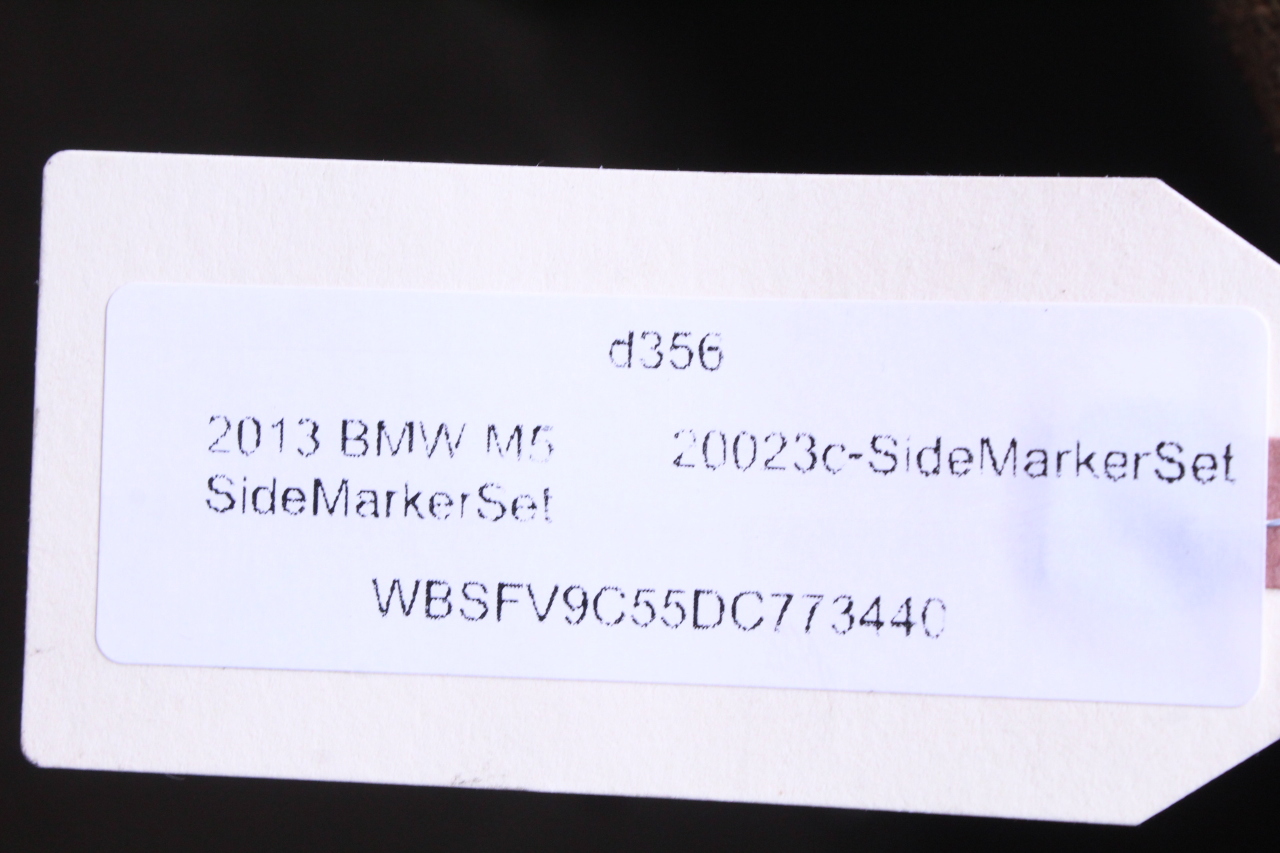 d356
2013 BMW M5 20023c-SideMarkerSet
SideMarkerSet
WBSFV9C55DC773440